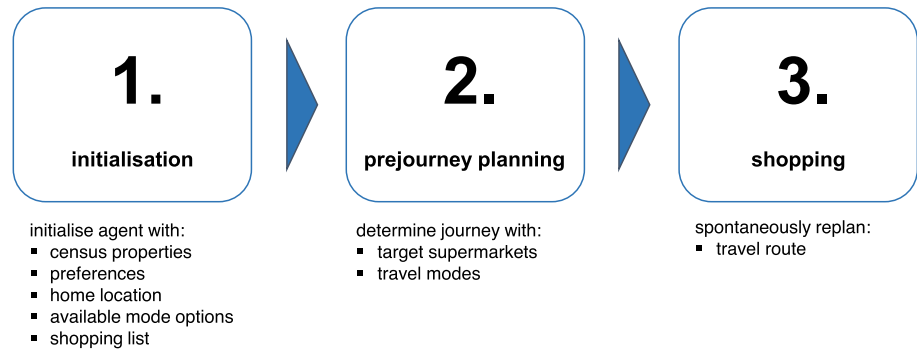 1.
initialisation
initialise agent with:
▪ census properties
▪ preferences
▪ home location
▪ available mode options
▪ shopping list
2.
prejourney planning
determine journey with:
▪ target supermarkets
▪ travel modes
3.
shopping
spontaneously replan:
▪ travel route